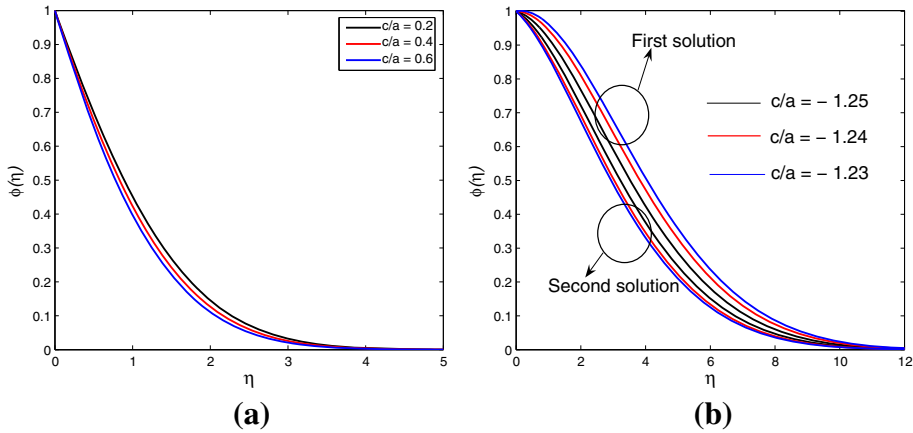 1
0.9
0.8
0.7
0.6
0.5
0.4
0.3
0.2
0.1
0
0 1 2 3 4 5
ϕ(η)
η
c/a = 0.2
c/a = 0.4
c/a = 0.6
(a)
1
0.9
0.8
0.7
0.6
0.5
0.4
0.3
0.2
0.1
0
0 2 4 6 8 10 12
ϕ(η)
η
First solution
c/a = − 1.25
c/a = − 1.24
c/a = − 1.23
Second solution
(b)